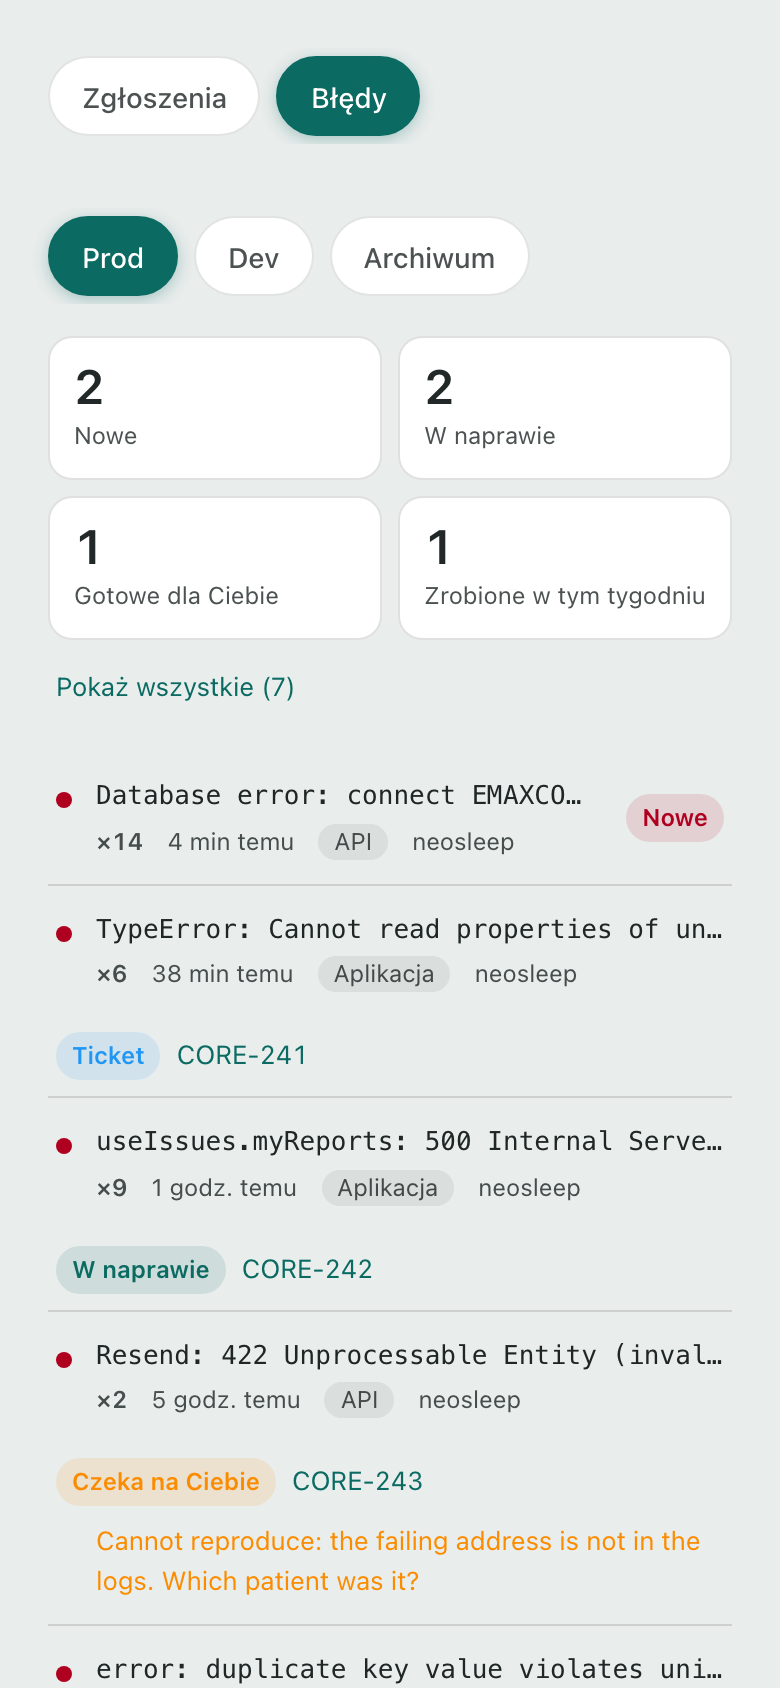 Zgłoszenia Błędy
Prod Dev Archiwum
2 2
Nowe W naprawie
1 1
Gotowe dla Ciebie Zrobione w tym tygodniu
Pokaż wszystkie (7)
Database error: connect EMAXCO… Nowe
×14 4 min temu API neosleep
TypeError: Cannot read properties of un…
×6 38 min temu Aplikacja neosleep
Ticket CORE-241
useIssues.myReports: 500 Internal Serve…
×9 1 godz. temu Aplikacja neosleep
W naprawie CORE-242
Resend: 422 Unprocessable Entity (inval…
×2 5 godz. temu API neosleep
Czeka na Ciebie CORE-243
Cannot reproduce: the failing address is not in the
logs. Which patient was it?
error: duplicate key value violates uni…